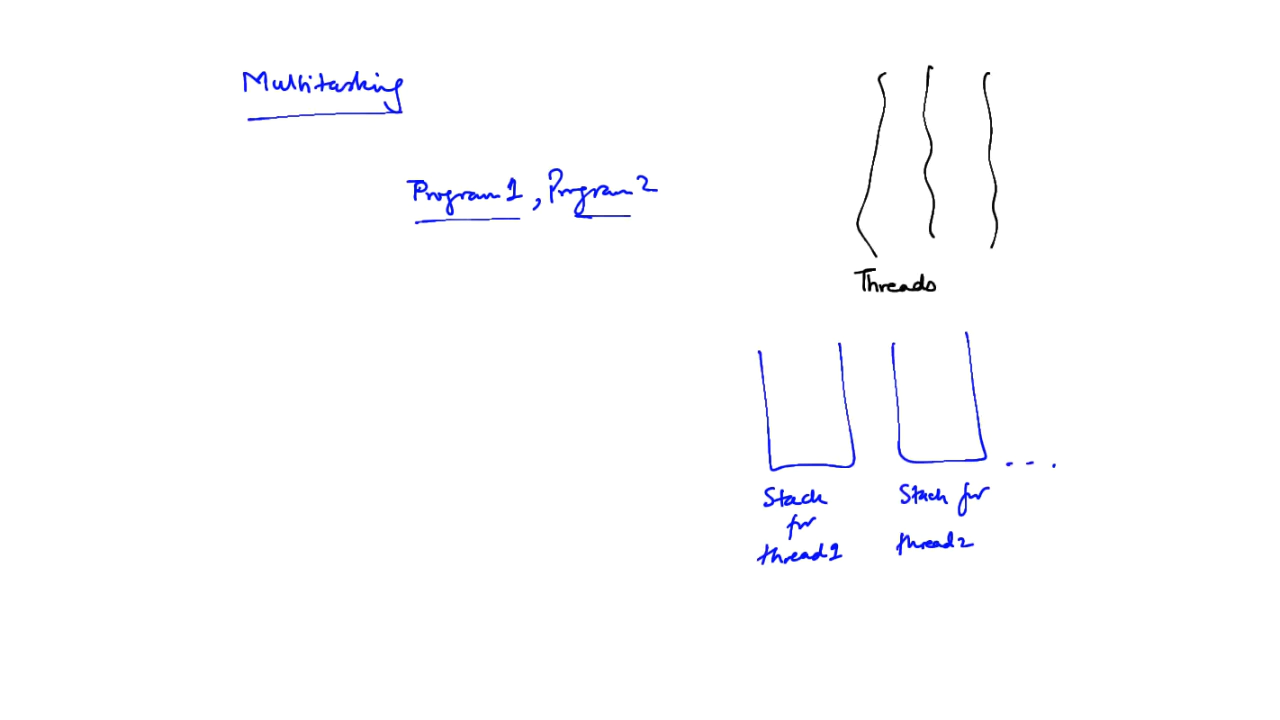 Multitasking
Program 1, Program 2
Threads
Stack
for
thread 1
Stack for
thread 2